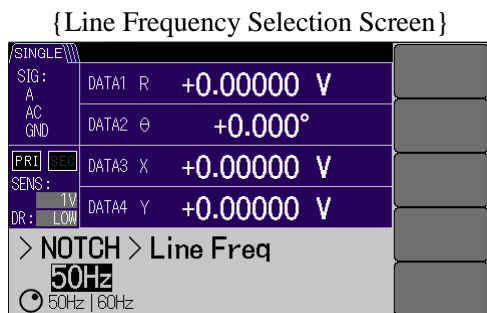 {Line Frequency Selection Screen}
SINGLE
SIG:
A
AC
GND
DATA1 R +0.00000 V
DATA2 θ +0.000°
PRI SEC
SENS:
1V
DR: LOW
DATA3 X +0.00000 V
DATA4 Y +0.00000 V
> NOTCH > Line Freq
50Hz
50Hz | 60Hz